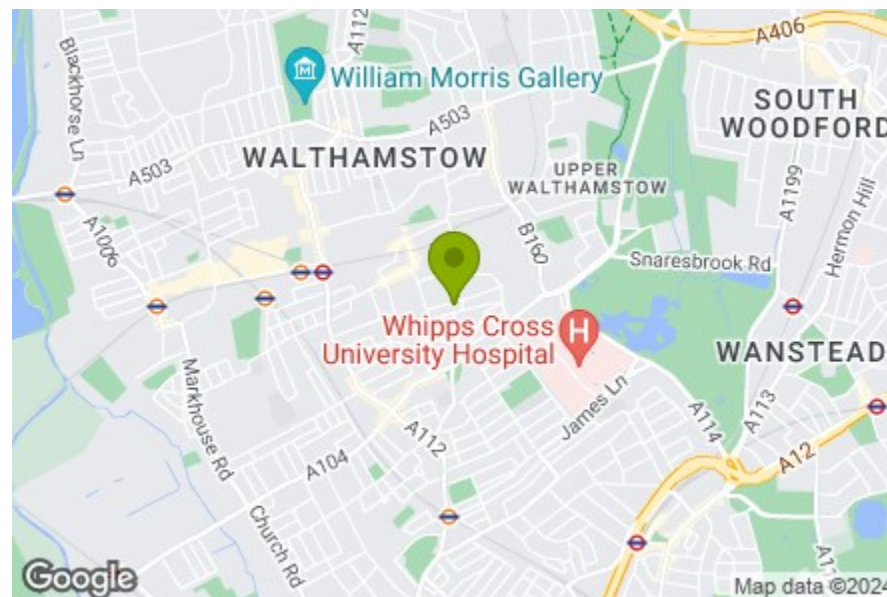 A112
A406
William Morris Gallery
SOUTH
WOODFORD
Blackhorse Ln
A503
A503
WALTHAMSTOW
UPPER
WALTHAMSTOW
A1199
Hermon Hill
A1006
B160
Snaresbrook Rd
Whipps Cross
University Hospital
H
WANSTEAD
Markhouse Rd
James Ln
A114
A113
A112
A12
A104
Church Rd
Google
Map data ©2024